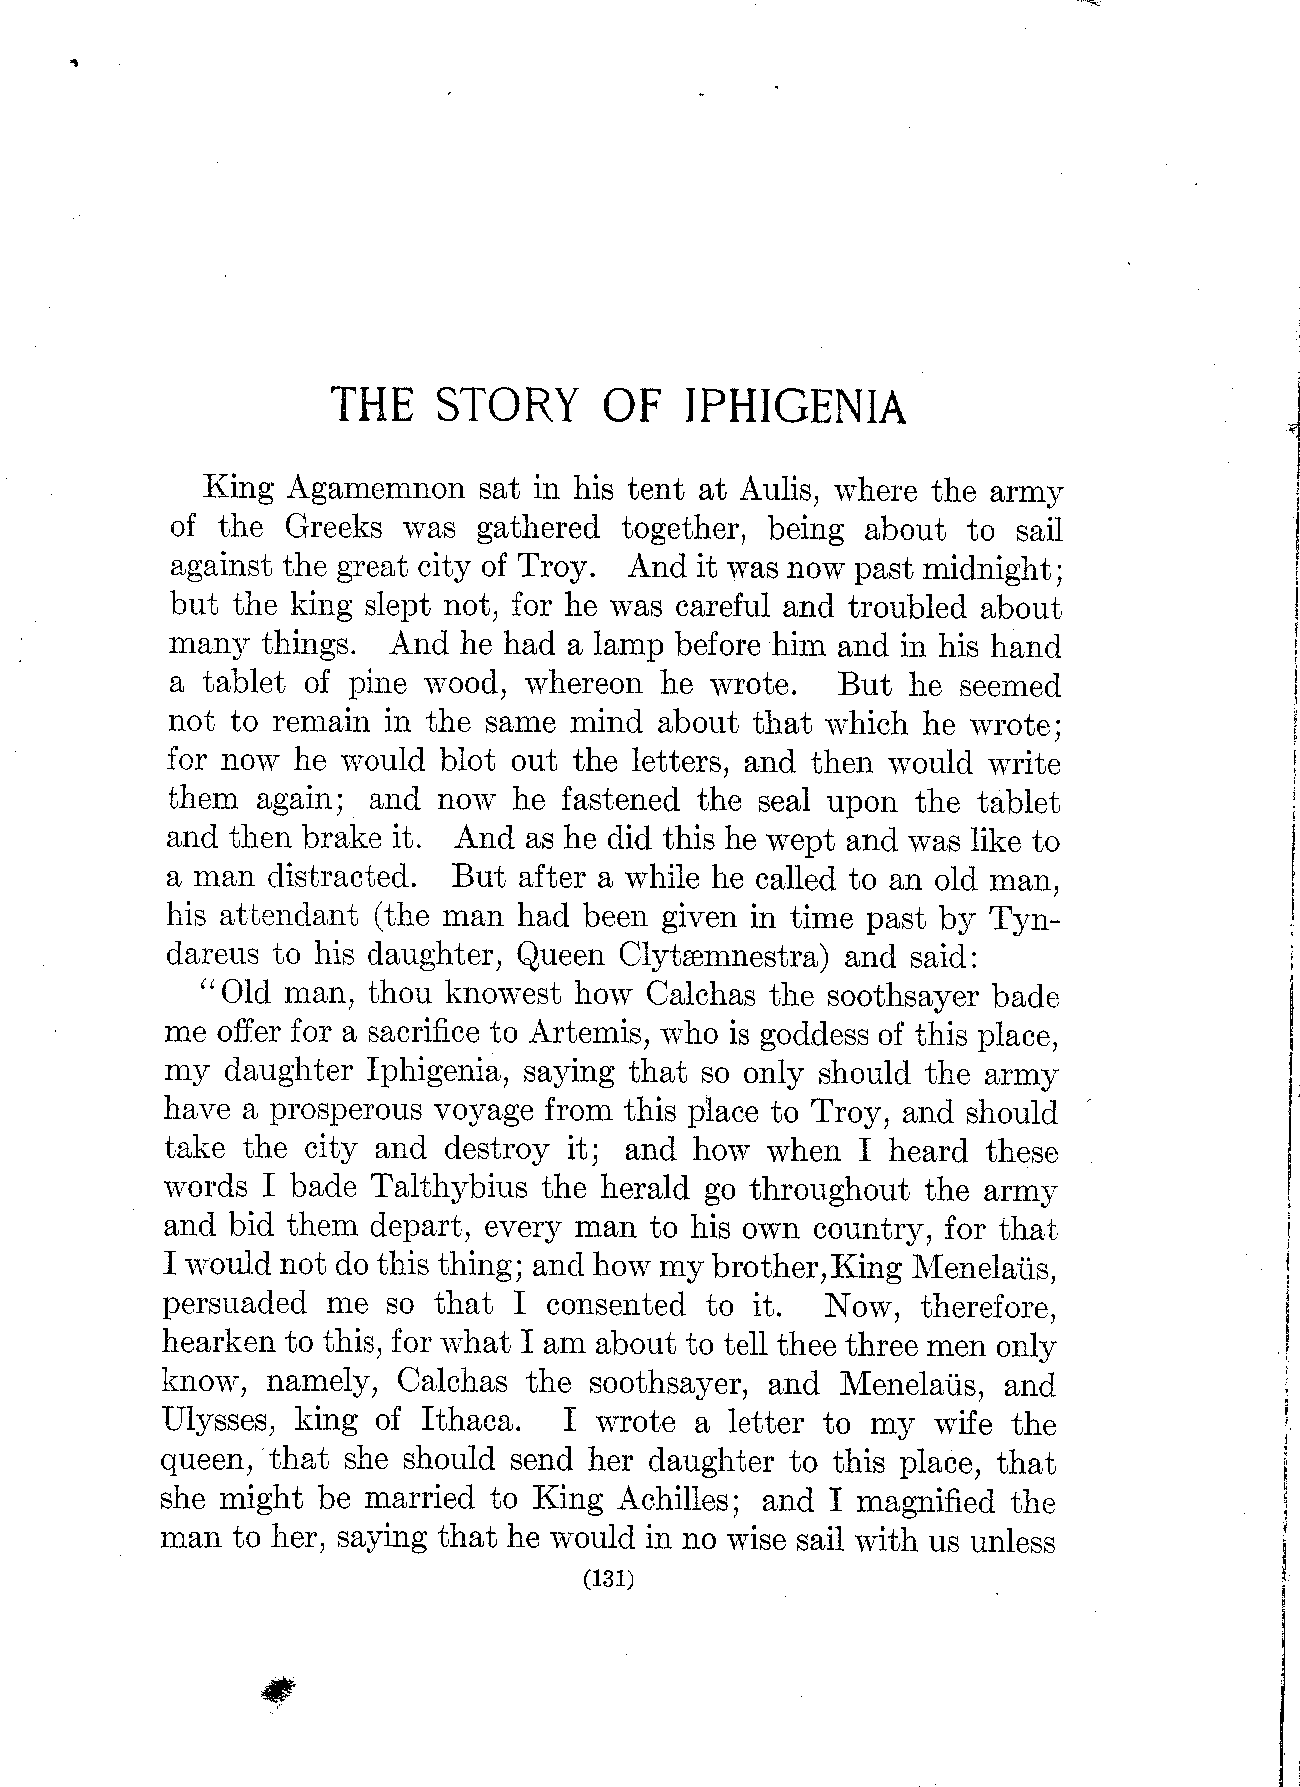 THE STORY OF IPHIGENIA
King Agamemnon sat in his tent at Aulis, where the army
of the Greeks was gathered together, being about to sail
against the great city of Troy. And it was now past midnight;
but the king slept not, for he was careful and troubled about
many things. And he had a lamp before him and in his hand
a tablet of pine wood, whereon he wrote. But he seemed
not to remain in the same mind about that which he wrote;
for now he would blot out the letters, and then would write
them again; and now he fastened the seal upon the tablet
and then brake it. And as he did this he wept and was like to
a man distracted. But after a while he called to an old man,
his attendant (the man had been given in time past by Tyn-
dareus to his daughter, Queen Clytæmnestra) and said:
"Old man, thou knowest how Calchas the soothsayer bade
me offer for a sacrifice to Artemis, who is goddess of this place,
my daughter Iphigenia, saying that so only should the army
have a prosperous voyage from this place to Troy, and should
take the city and destroy it; and how when I heard these
words I bade Talthybius the herald go throughout the army
and bid them depart, every man to his own country, for that
I would not do this thing; and how my brother,King Menelaüs,
persuaded me so that I consented to it. Now, therefore,
hearken to this, for what I am about to tell thee three men only
know, namely, Calchas the soothsayer, and Menelaüs, and
Ulysses, king of Ithaca. I wrote a letter to my wife the
queen, that she should send her daughter to this place, that
she might be married to King Achilles; and I magnified the
man to her, saying that he would in no wise sail with us unless
(131)